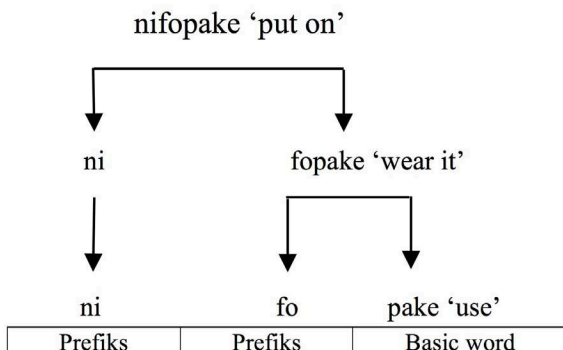 nifopake ‘put on’
ni fopake ‘wear it’
ni fo pake ‘use’
Prefiks Prefiks Basic word